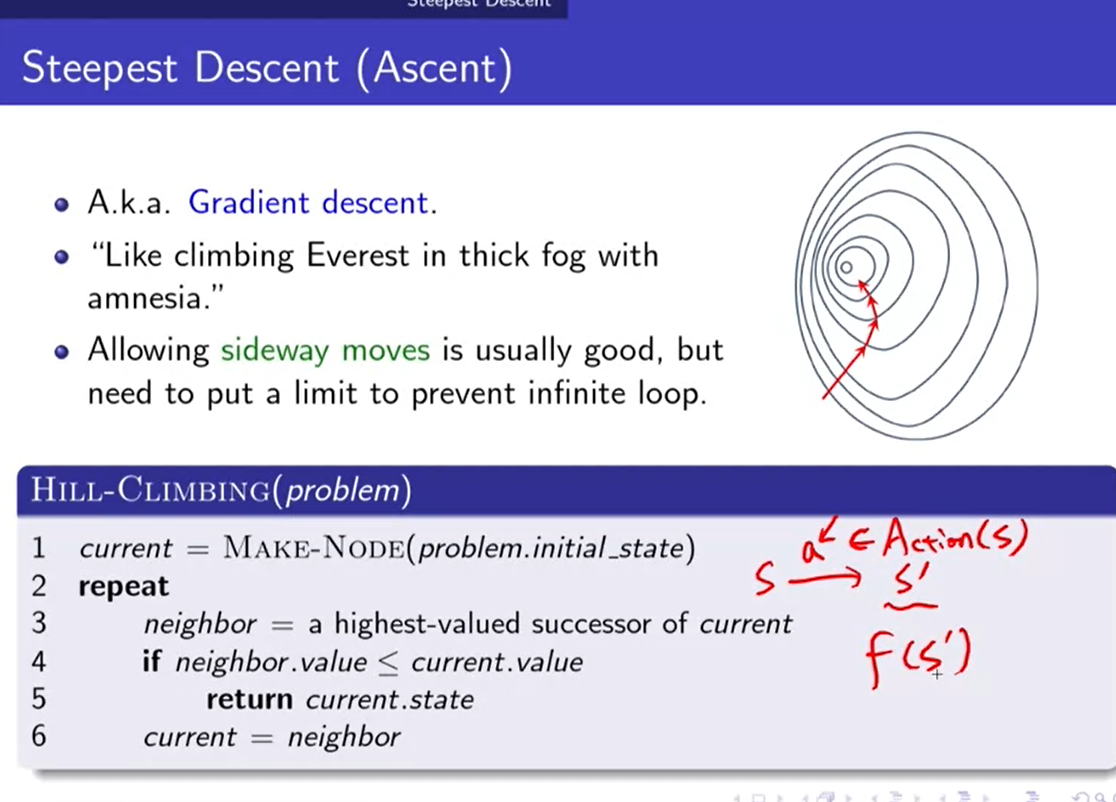 Steepest Descent
Steepest Descent (Ascent)
A.k.a. Gradient descent.
“Like climbing Everest in thick fog with
amnesia.”
Allowing sideway moves is usually good, but
need to put a limit to prevent infinite loop.
HILL-CLIMBING(problem)
1 current = MAKE-NODE(problem.initial_state)
2 repeat
3 neighbor = a highest-valued successor of current
4 if neighbor.value ≤ current.value
5 return current.state
6 current = neighbor
a ∈ Action(s)
s → s'
f(s')